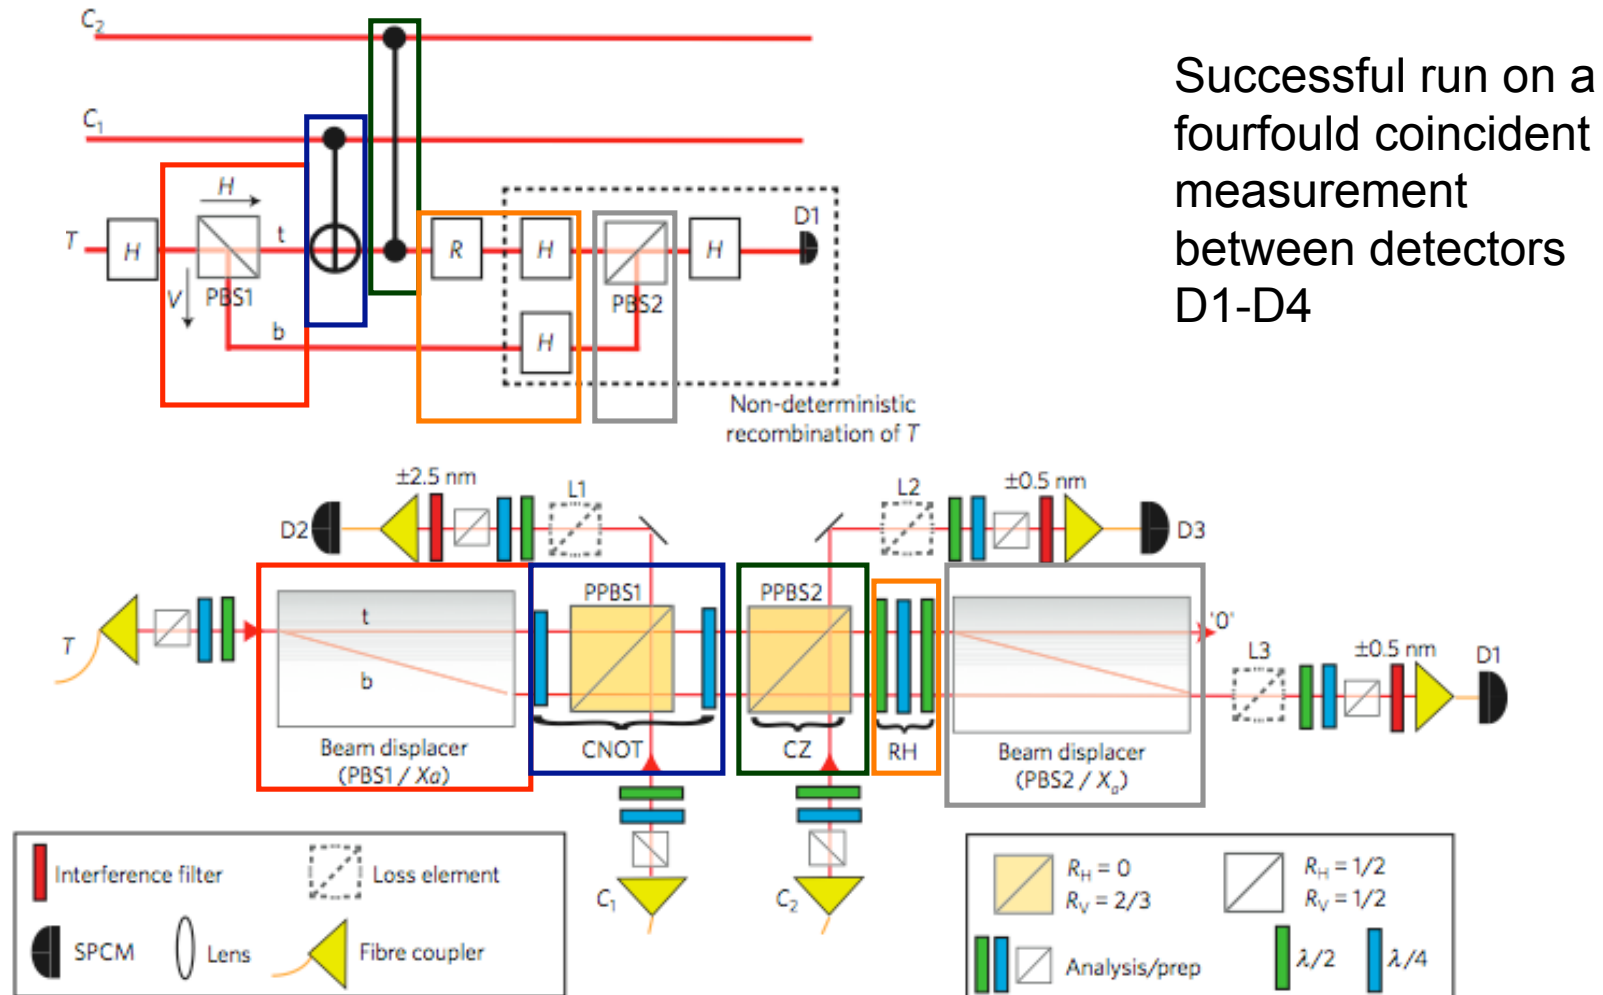 C2
C1
Successful run on a
fourfould coincident
measurement
between detectors
D1-D4
H
T
H
t
V
PBS1
b
R
H
H
PBS2
H
D1
Non-deterministic
recombination of T
±2.5 nm
L1
D2
L2
±0.5 nm
D3
T
t
b
PPBS1
PPBS2
'0'
L3
±0.5 nm
D1
Beam displacer
(PBS1 / Xa)
CNOT
CZ
RH
Beam displacer
(PBS2 / Xa)
C1
C2
Interference filter
Loss element
SPCM
Lens
Fibre coupler
RH = 0
RV = 2/3
RH = 1/2
RV = 1/2
Analysis/prep
λ/2
λ/4